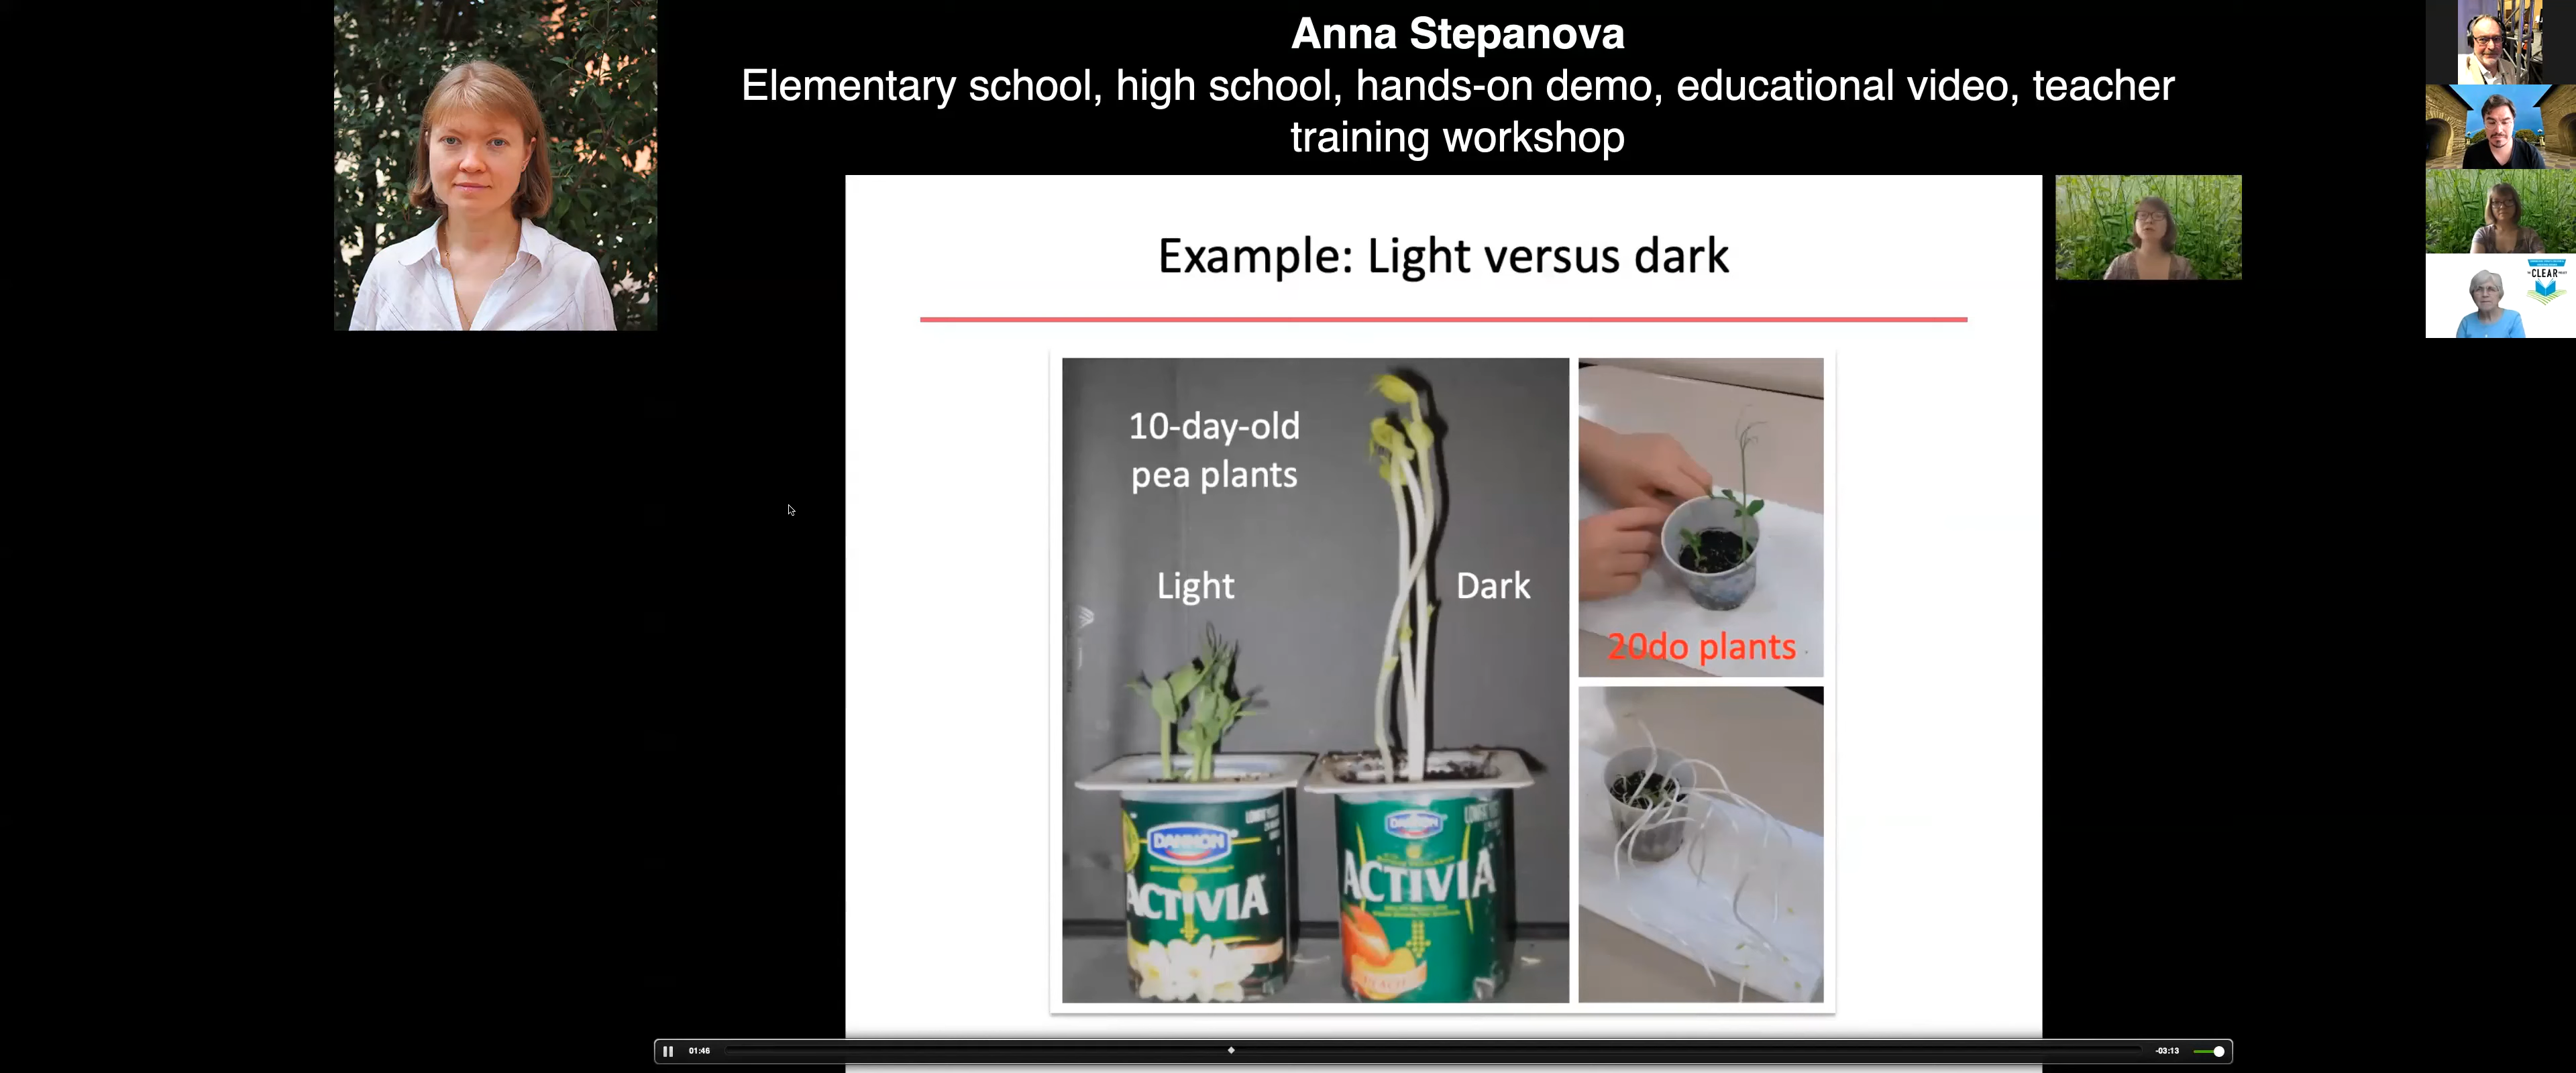 Anna Stepanova
Elementary school, high school, hands-on demo, educational video, teacher
training workshop
CLEAR
Example: Light versus dark
10-day-old
pea plants
Light
Dark
20do plants
DANNON
ACTIVIA
DANNON
ACTIVIA
01:46
-03:13